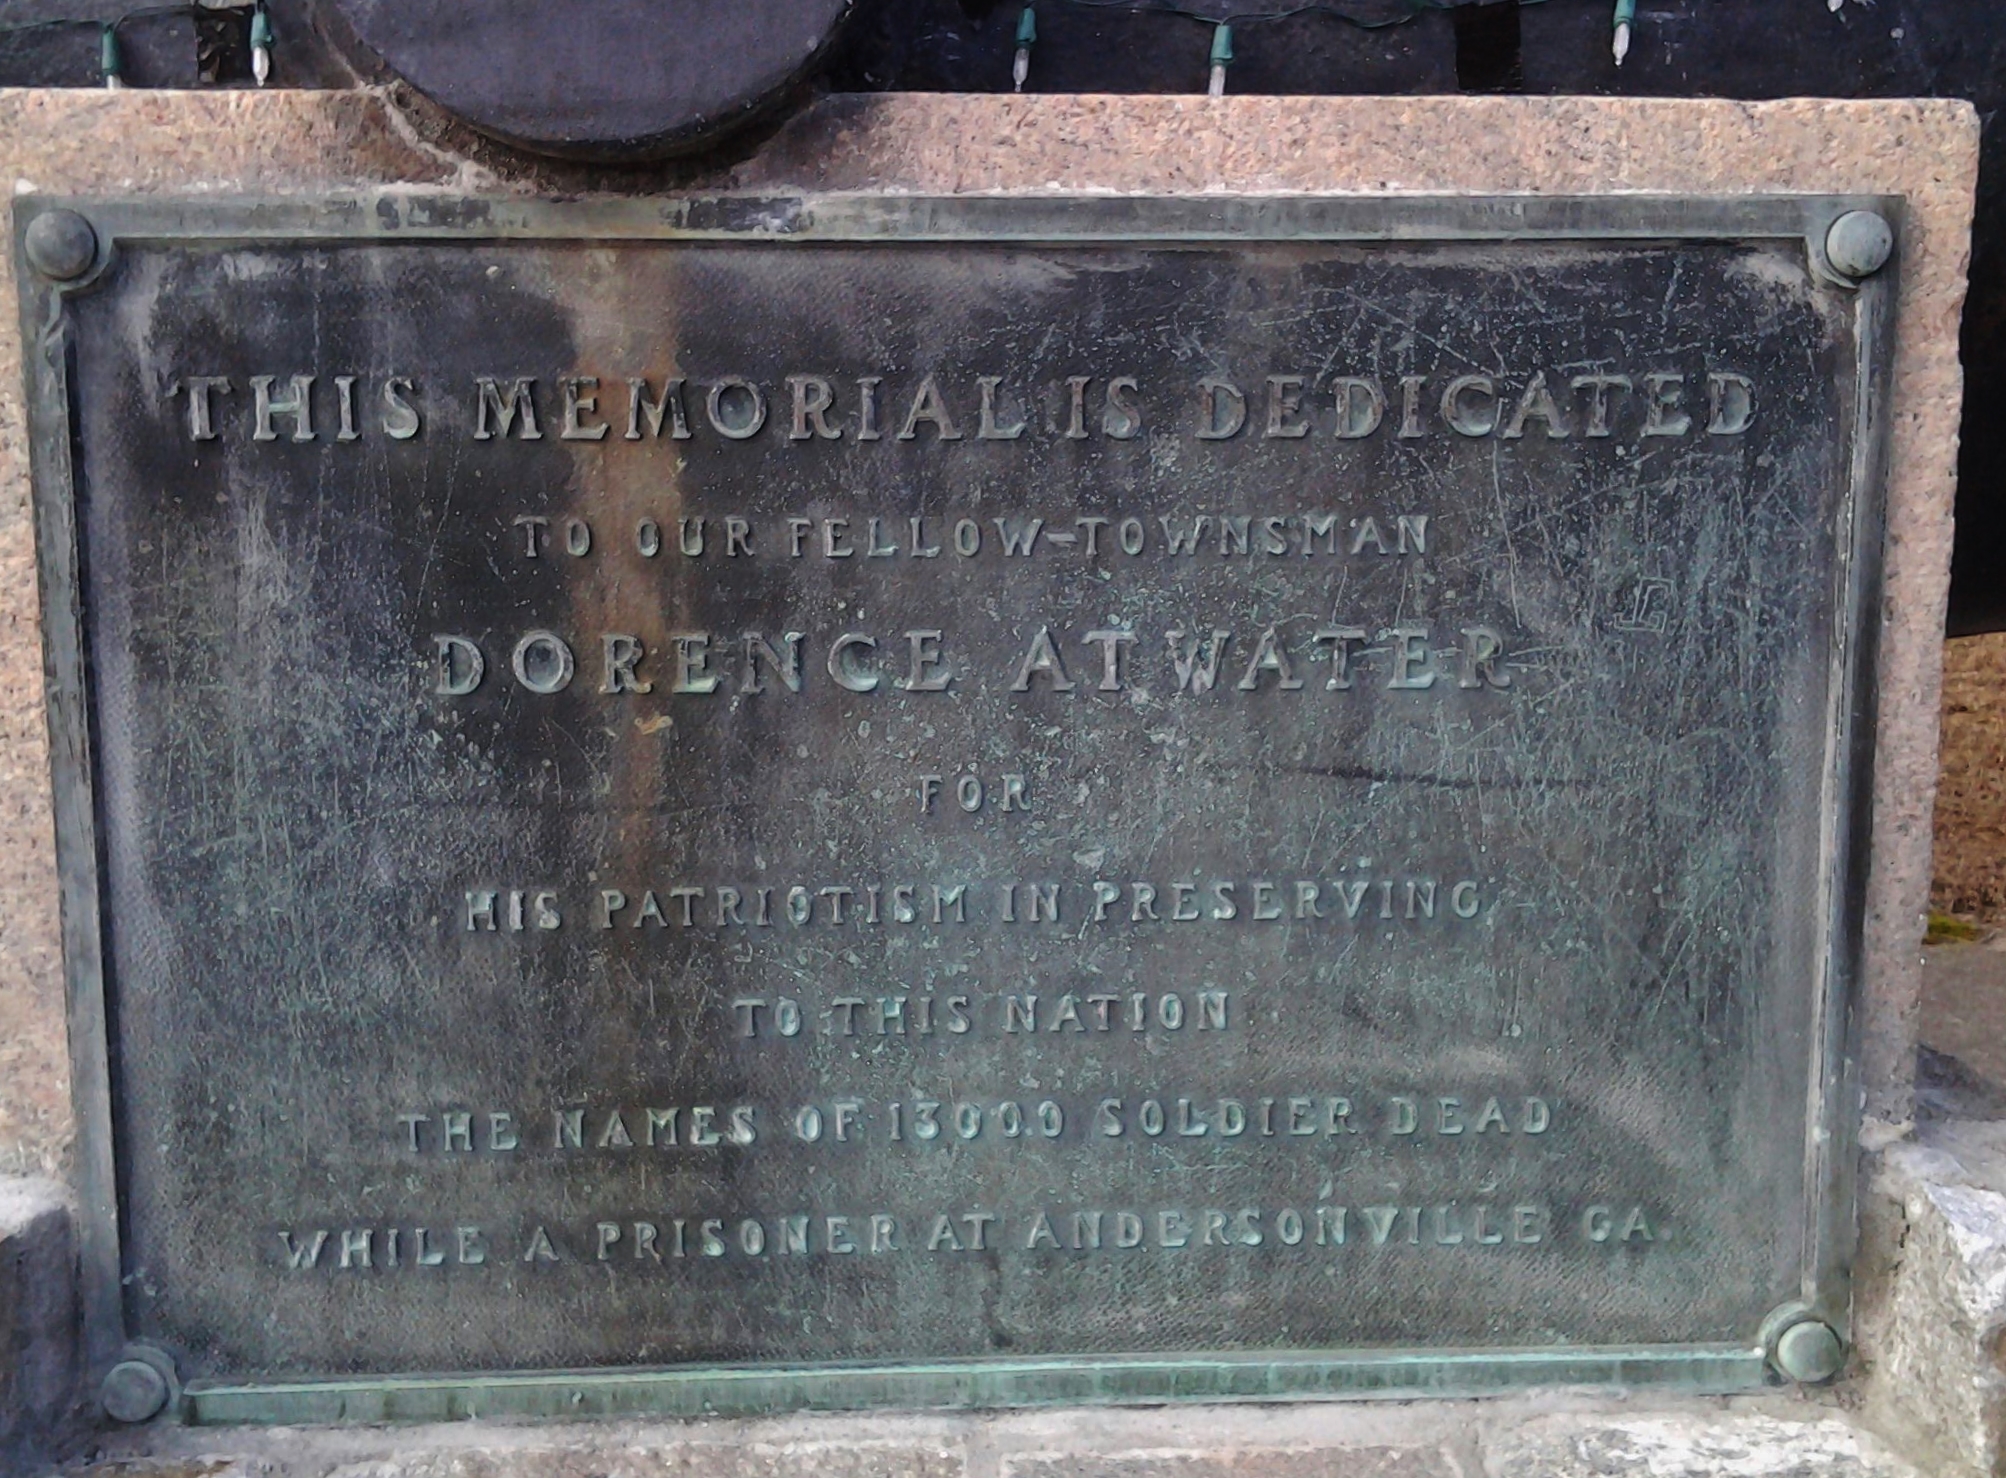 THIS MEMORIAL IS DEDICATED
TO OUR FELLOW-TOWNSMAN
DORENCE ATWATER
FOR
HIS PATRIOTISM IN PRESERVING
TO THIS NATION
THE NAMES OF 13000 SOLDIER DEAD
WHILE A PRISONER AT ANDERSONVILLE GA.